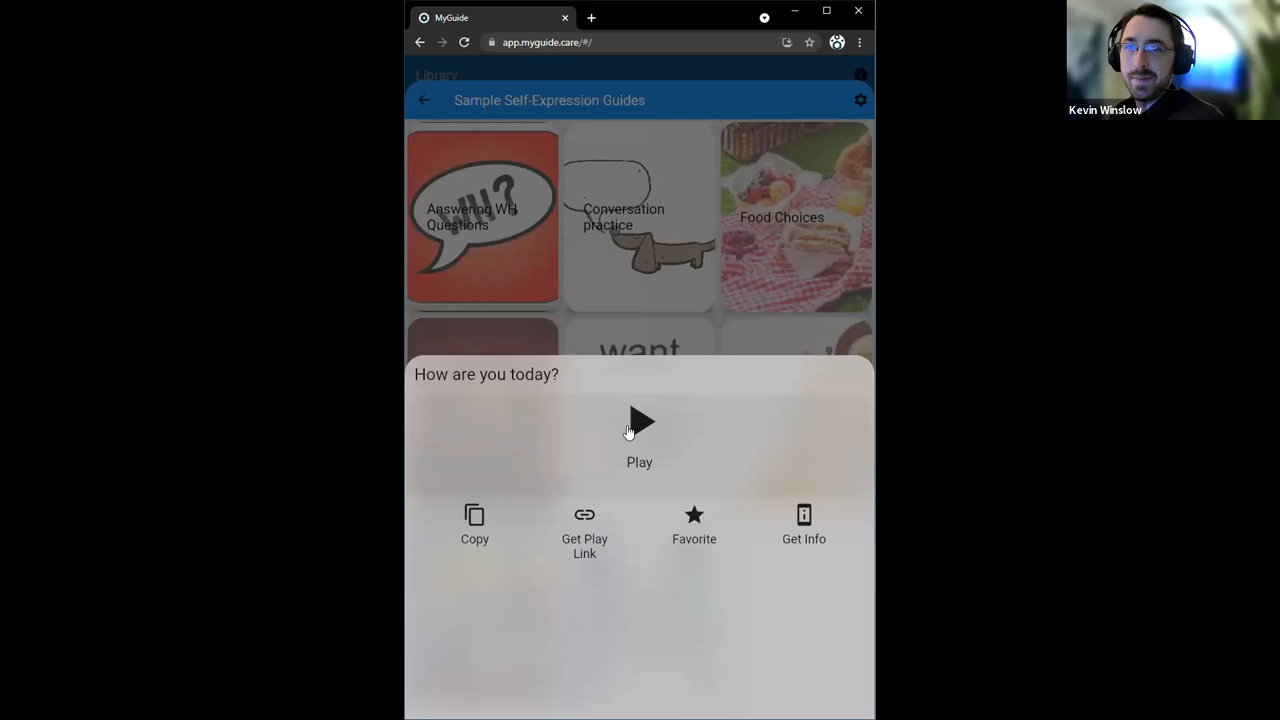 MyGuide
app.myguide.care/#/
Kevin Winslow
Library
Sample Self-Expression Guides
WH?
Answering WH
Questions
Conversation
practice
Food Choices
want
How are you today?
Play
Copy
Get Play
Link
Favorite
Get Info